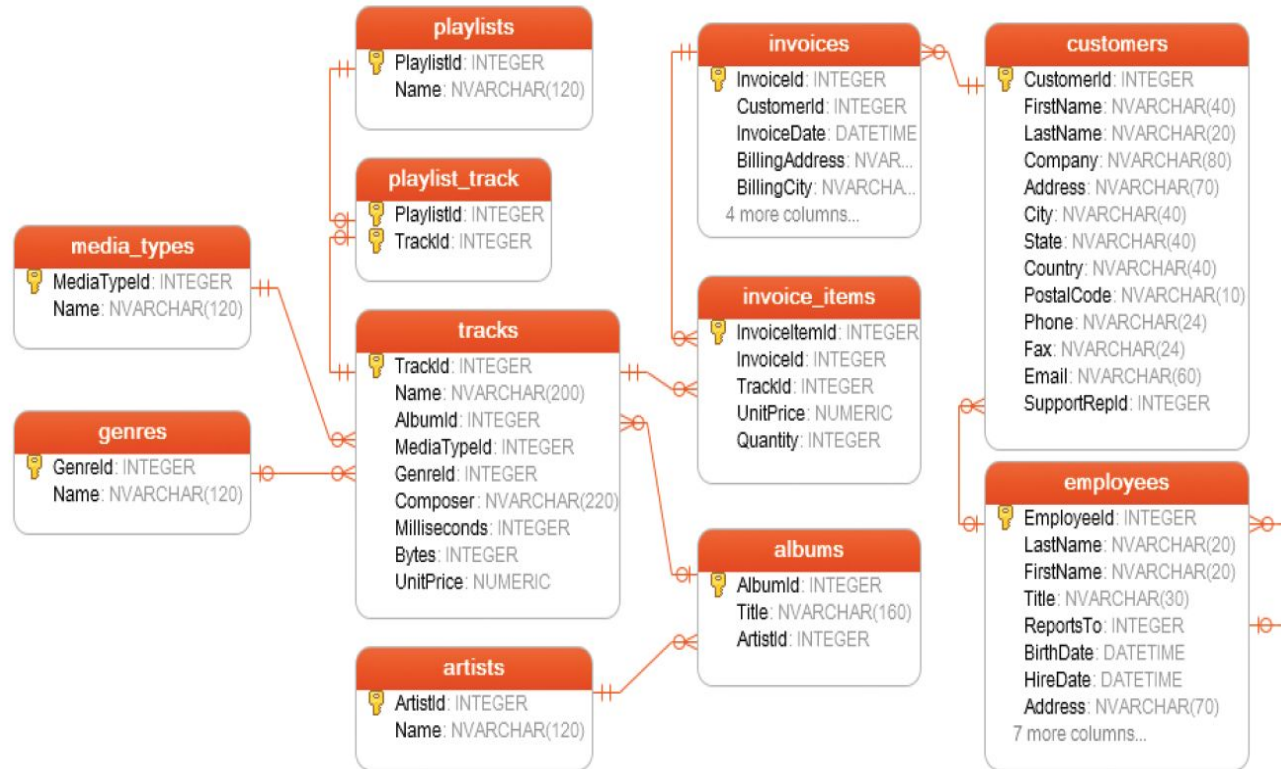 playlists
PlaylistId: INTEGER
Name: NVARCHAR(120)
playlist_track
PlaylistId: INTEGER
TrackId: INTEGER
media_types
MediaTypeId: INTEGER
Name: NVARCHAR(120)
genres
GenreId: INTEGER
Name: NVARCHAR(120)
tracks
TrackId: INTEGER
Name: NVARCHAR(200)
AlbumId: INTEGER
MediaTypeId: INTEGER
GenreId: INTEGER
Composer: NVARCHAR(220)
Milliseconds: INTEGER
Bytes: INTEGER
UnitPrice: NUMERIC
artists
ArtistId: INTEGER
Name: NVARCHAR(120)
invoices
InvoiceId: INTEGER
CustomerId: INTEGER
InvoiceDate: DATETIME
BillingAddress: NVAR...
BillingCity: NVARCHA...
4 more columns...
invoice_items
InvoiceItemId: INTEGER
InvoiceId: INTEGER
TrackId: INTEGER
UnitPrice: NUMERIC
Quantity: INTEGER
albums
AlbumId: INTEGER
Title: NVARCHAR(160)
ArtistId: INTEGER
customers
CustomerId: INTEGER
FirstName: NVARCHAR(40)
LastName: NVARCHAR(20)
Company: NVARCHAR(80)
Address: NVARCHAR(70)
City: NVARCHAR(40)
State: NVARCHAR(40)
Country: NVARCHAR(40)
PostalCode: NVARCHAR(10)
Phone: NVARCHAR(24)
Fax: NVARCHAR(24)
Email: NVARCHAR(60)
SupportRepId: INTEGER
employees
EmployeeId: INTEGER
LastName: NVARCHAR(20)
FirstName: NVARCHAR(20)
Title: NVARCHAR(30)
ReportsTo: INTEGER
BirthDate: DATETIME
HireDate: DATETIME
Address: NVARCHAR(70)
7 more columns...